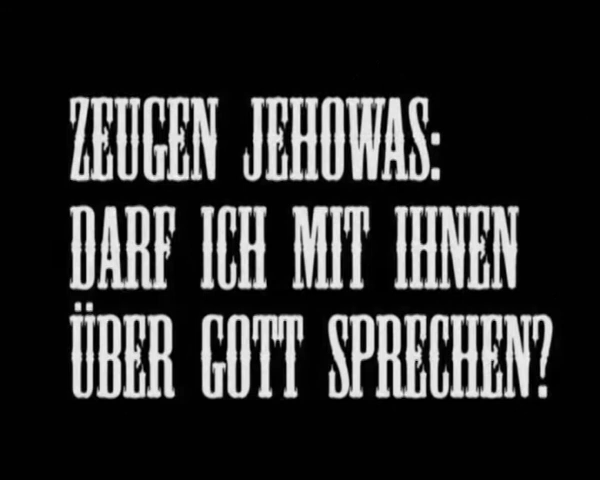 ZEUGEN JEHOWAS:
DARF ICH MIT IHNEN
ÜBER GOTT SPRECHEN?